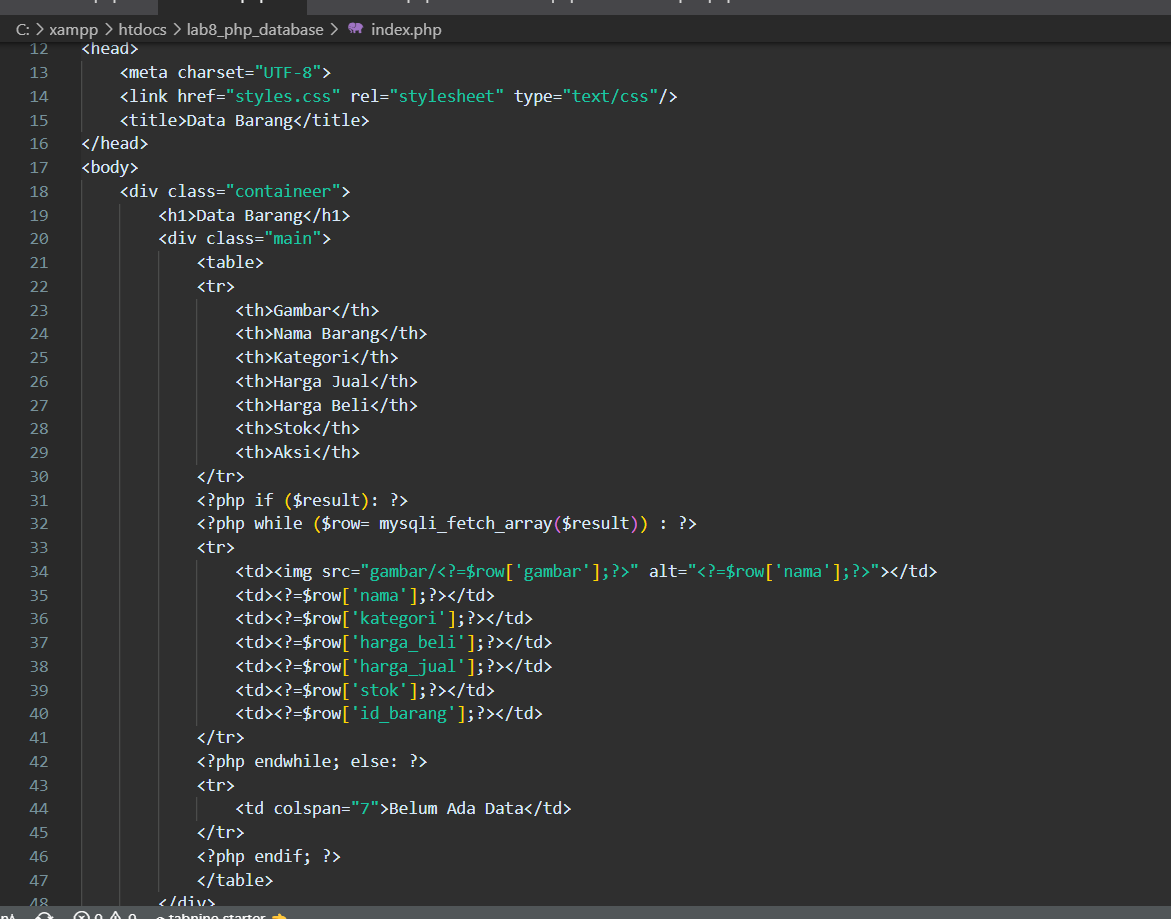 C: > xampp > htdocs > lab8_php_database > index.php
12 <head>
13 <meta charset="UTF-8">
14 <link href="styles.css" rel="stylesheet" type="text/css"/>
15 <title>Data Barang</title>
16 </head>
17 <body>
18 <div class="containeer">
19 <h1>Data Barang</h1>
20 <div class="main">
21 <table>
22 <tr>
23 <th>Gambar</th>
24 <th>Nama Barang</th>
25 <th>Kategori</th>
26 <th>Harga Jual</th>
27 <th>Harga Beli</th>
28 <th>Stok</th>
29 <th>Aksi</th>
30 </tr>
31 <?php if ($result): ?>
32 <?php while ($row= mysqli_fetch_array($result)) : ?>
33 <tr>
34 <td><img src="gambar/<?=$row['gambar'];?>" alt="<?=$row['nama'];?>"></td>
35 <td><?=$row['nama'];?></td>
36 <td><?=$row['kategori'];?></td>
37 <td><?=$row['harga_beli'];?></td>
38 <td><?=$row['harga_jual'];?></td>
39 <td><?=$row['stok'];?></td>
40 <td><?=$row['id_barang'];?></td>
41 </tr>
42 <?php endwhile; else: ?>
43 <tr>
44 <td colspan="7">Belum Ada Data</td>
45 </tr>
46 <?php endif; ?>
47 </table>
48 </div>
0 0 tabnine starter